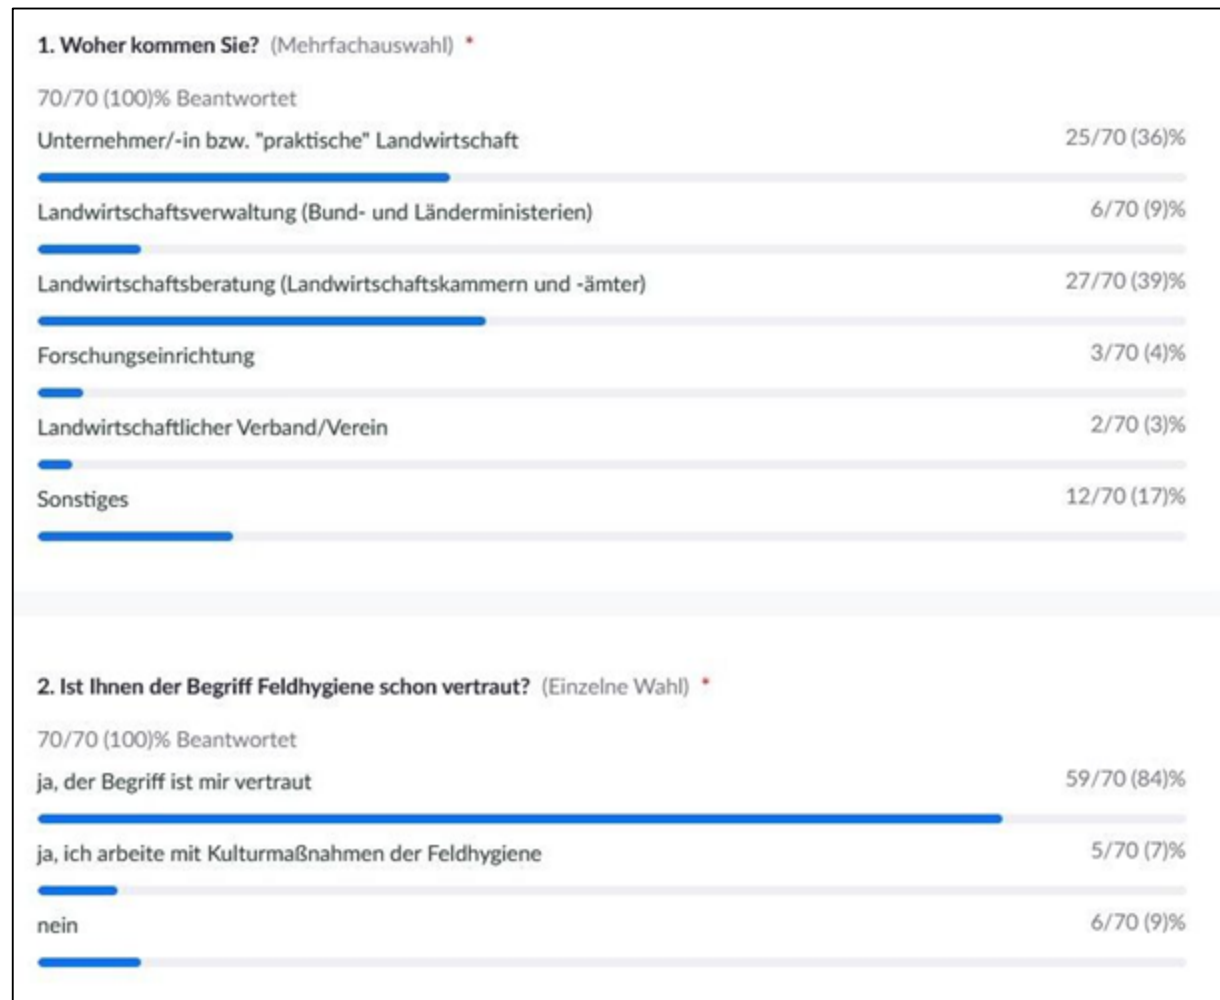 1. Woher kommen Sie? (Mehrfachauswahl) *
70/70 (100)% Beantwortet
Unternehmer/-in bzw. "praktische" Landwirtschaft 25/70 (36)%
Landwirtschaftsverwaltung (Bund- und Länderministerien) 6/70 (9)%
Landwirtschaftsberatung (Landwirtschaftskammern und -ämter) 27/70 (39)%
Forschungseinrichtung 3/70 (4)%
Landwirtschaftlicher Verband/Verein 2/70 (3)%
Sonstiges 12/70 (17)%
2. Ist Ihnen der Begriff Feldhygiene schon vertraut? (Einzelne Wahl) *
70/70 (100)% Beantwortet
ja, der Begriff ist mir vertraut 59/70 (84)%
ja, ich arbeite mit Kulturmaßnahmen der Feldhygiene 5/70 (7)%
nein 6/70 (9)%